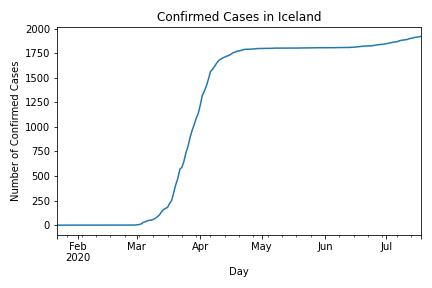 Confirmed Cases in Iceland
Number of Confirmed Cases
2000
1750
1500
1250
1000
750
500
250
0
Feb Mar Apr May Jun Jul
2020
Day